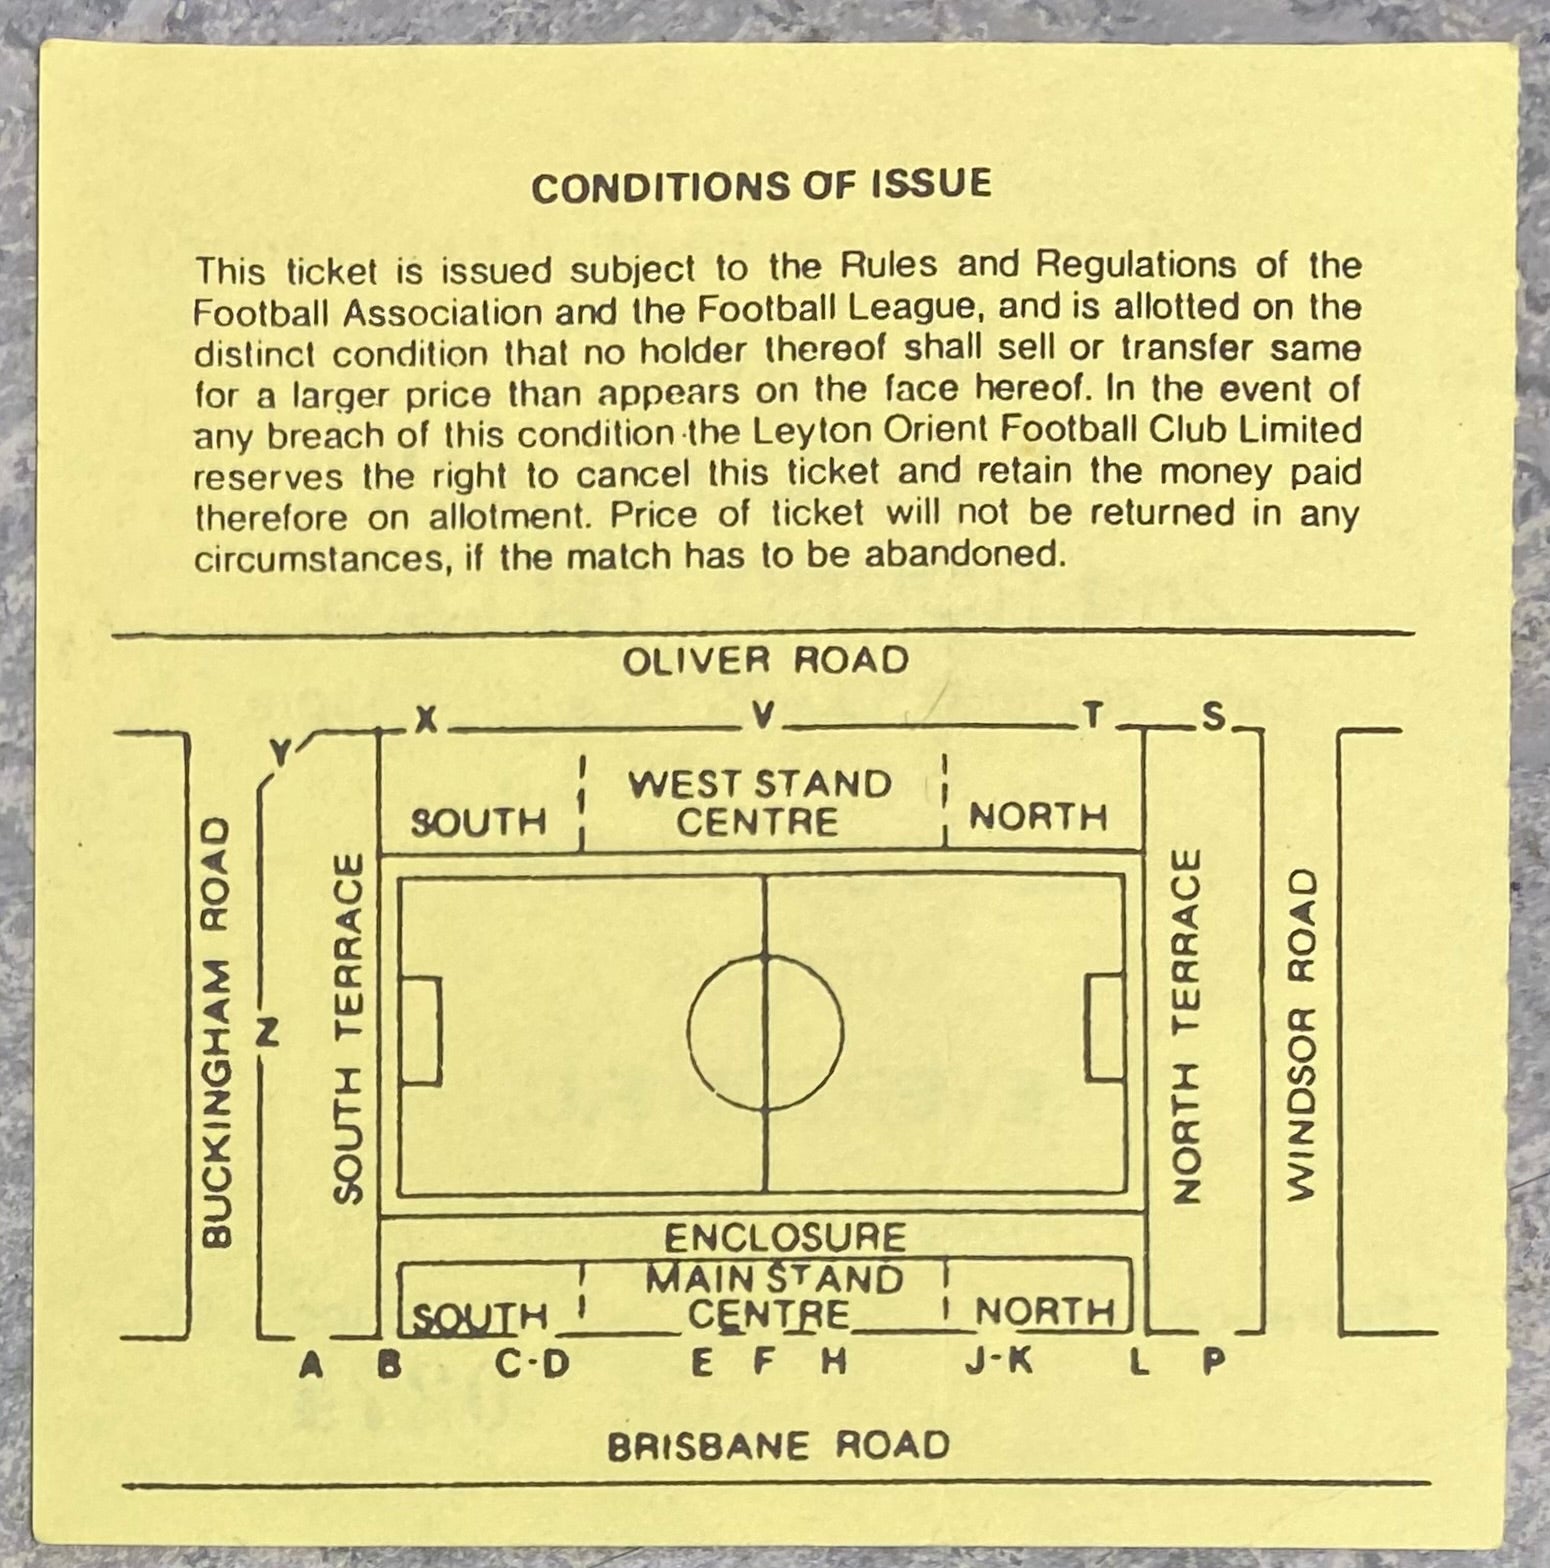 CONDITIONS OF ISSUE
This ticket is issued subject to the Rules and Regulations of the
Football Association and the Football League, and is allotted on the
distinct condition that no holder thereof shall sell or transfer same
for a larger price than appears on the face hereof. In the event of
any breach of this condition the Leyton Orient Football Club Limited
reserves the right to cancel this ticket and retain the money paid
therefore on allotment. Price of ticket will not be returned in any
circumstances, if the match has to be abandoned.
OLIVER ROAD
X V T S
Y
WEST STAND
SOUTH CENTRE NORTH
BUCKINGHAM ROAD
Z
SOUTH TERRACE
NORTH TERRACE
WINDSOR ROAD
ENCLOSURE
MAIN STAND
SOUTH CENTRE NORTH
A B C-D E F H J-K L P
BRISBANE ROAD